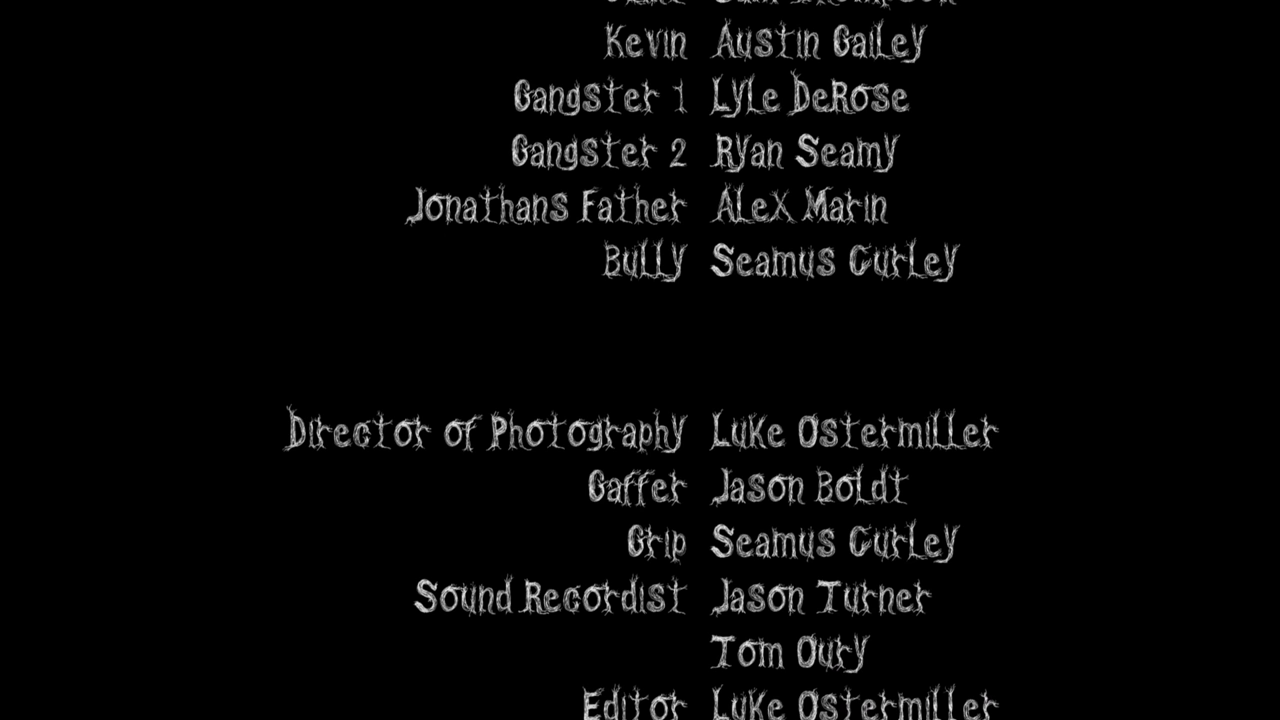 Kevin Austin Gailey
Gangster 1 Lyle DeRose
Gangster 2 Ryan Seamy
Jonathans Father Alex Marin
Bully Seamus Curley
Director of Photography Luke Ostermiller
Gaffer Jason Boldt
Grip Seamus Curley
Sound Recordist Jason Turner
Tom Oury
Editor Luke Ostermiller